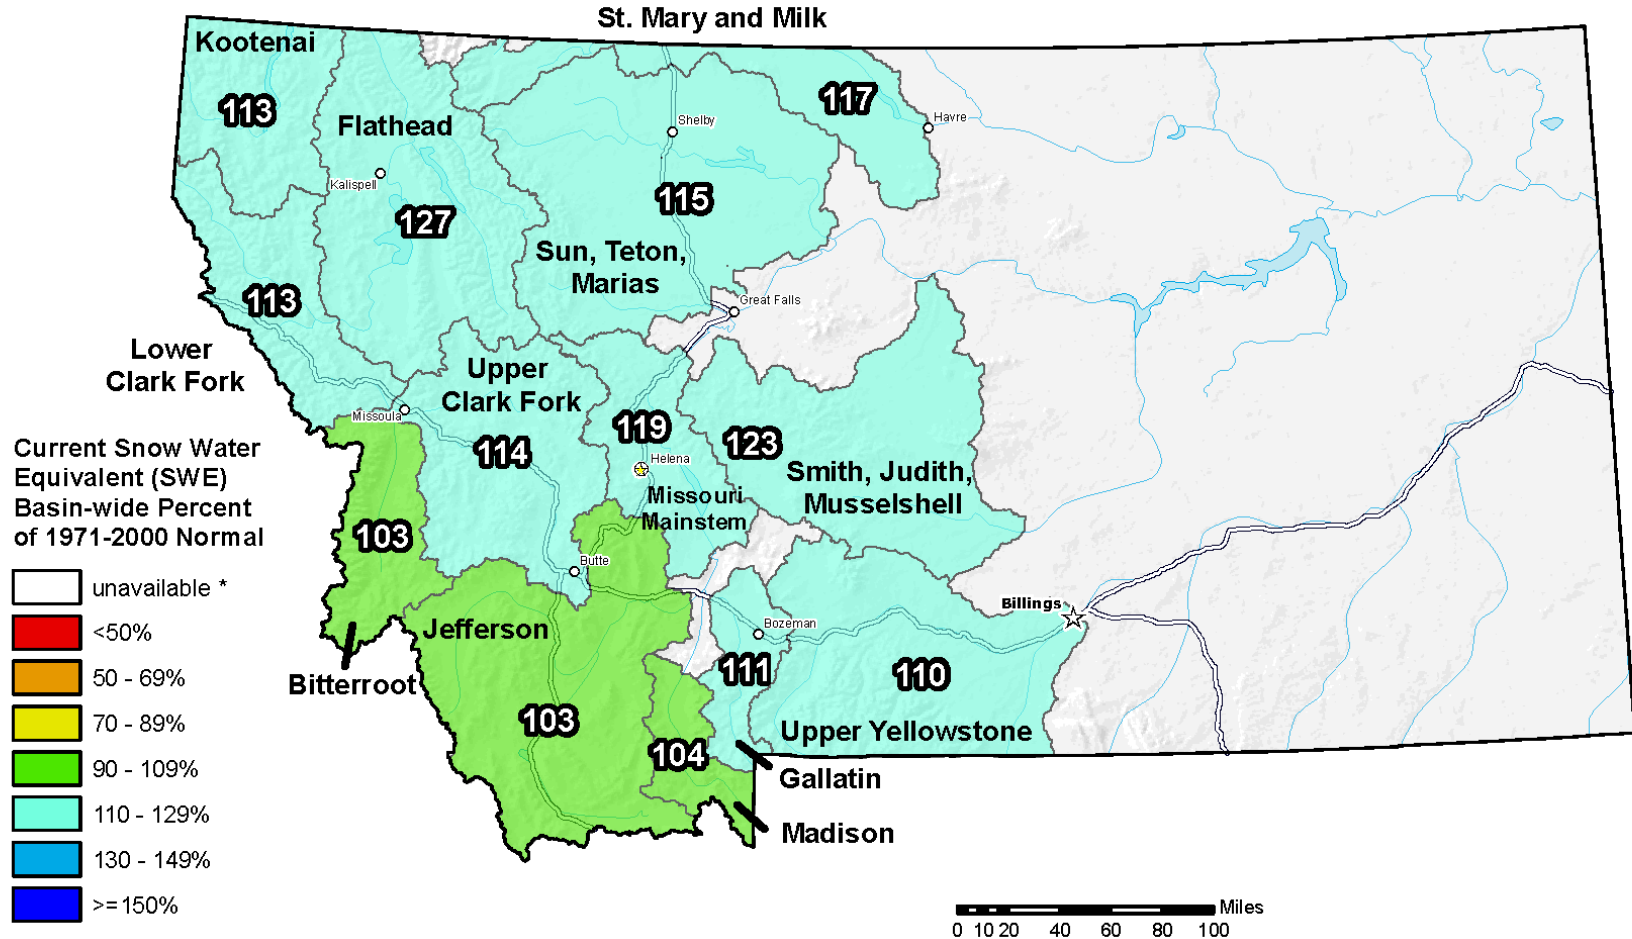 St. Mary and Milk
Kootenai
113
117
Flathead
Shelby
Havre
Kalispell
127
115
Sun, Teton,
Marias
113
Great Falls
Lower
Clark Fork
Upper
Clark Fork
Missoula
119
123
114
Helena
Smith, Judith,
Musselshell
Missouri
Mainstem
Current Snow Water
Equivalent (SWE)
Basin-wide Percent
of 1971-2000 Normal
103
Butte
unavailable *
<50%
50 - 69%
70 - 89%
90 - 109%
110 - 129%
130 - 149%
>=150%
Billings
Bozeman
Jefferson
Bitterroot
111
110
103
Upper Yellowstone
104
Gallatin
Madison
Miles
0 10 20 40 60 80 100